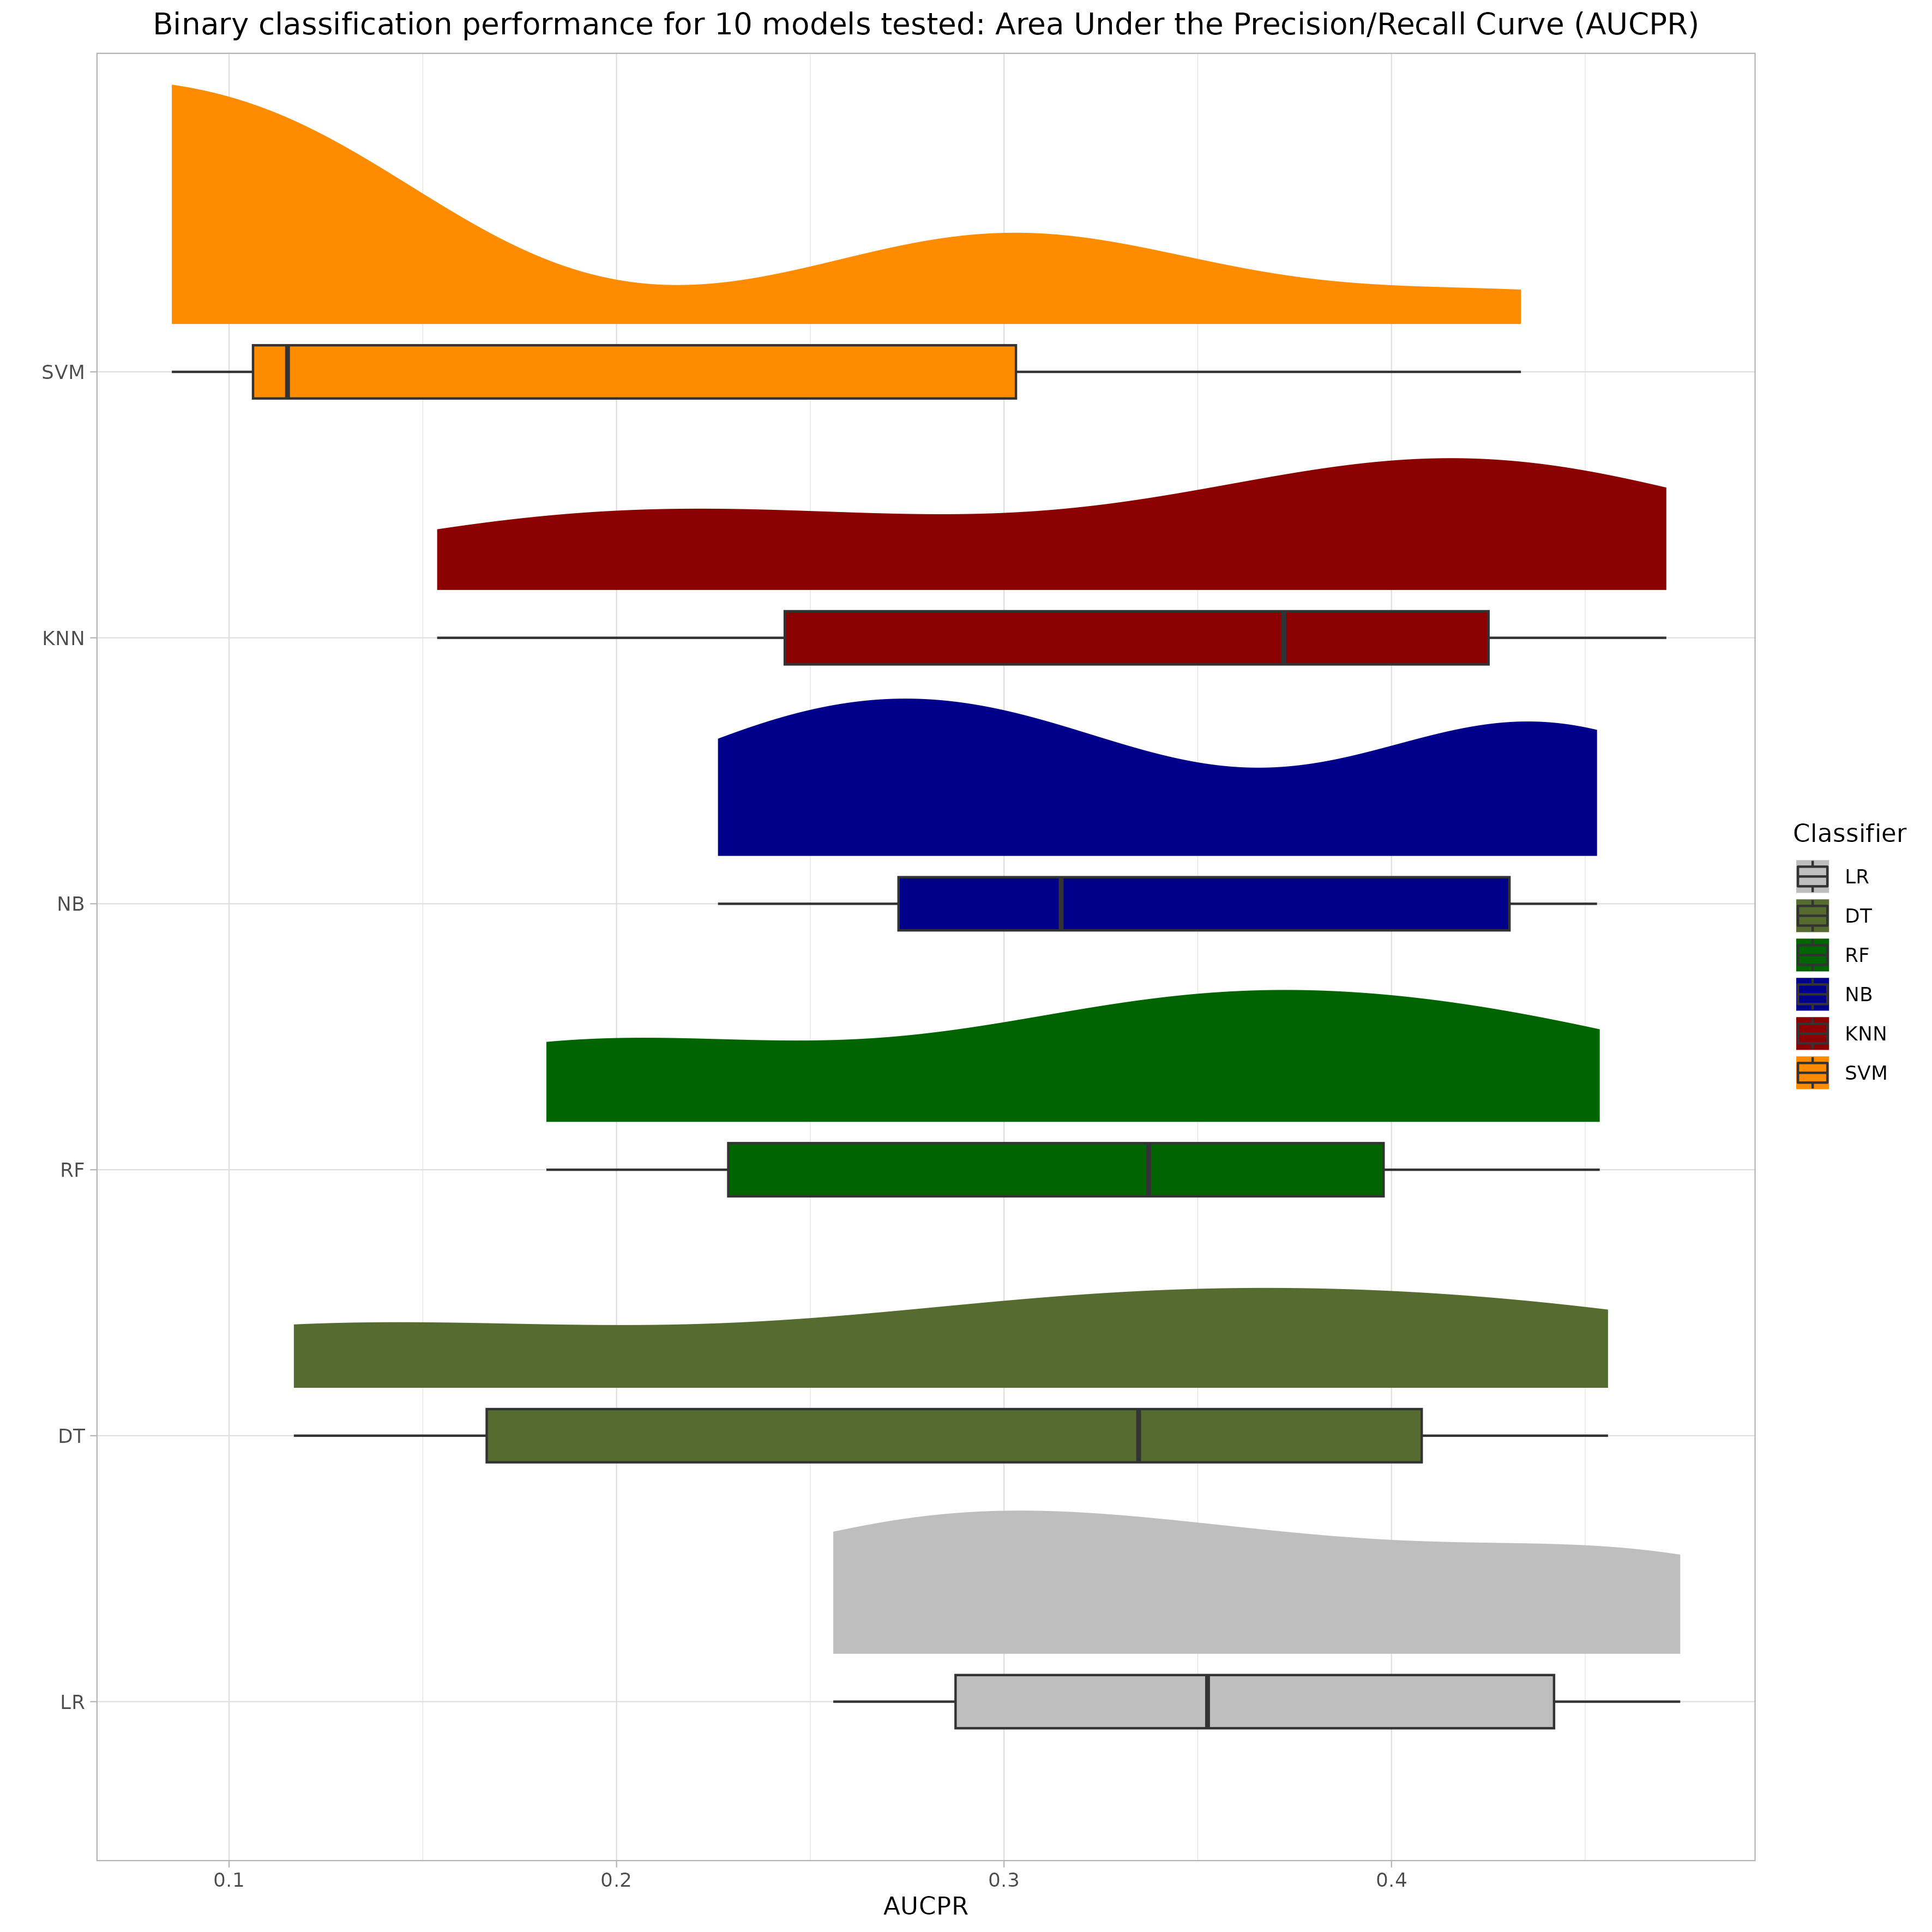 Binary classification performance for 10 models tested: Area Under the Precision/Recall Curve (AUCPR)
SVM
KNN
NB
RF
DT
LR
0.1
0.2
0.3
0.4
AUCPR
Classifier
LR
DT
RF
NB
KNN
SVM